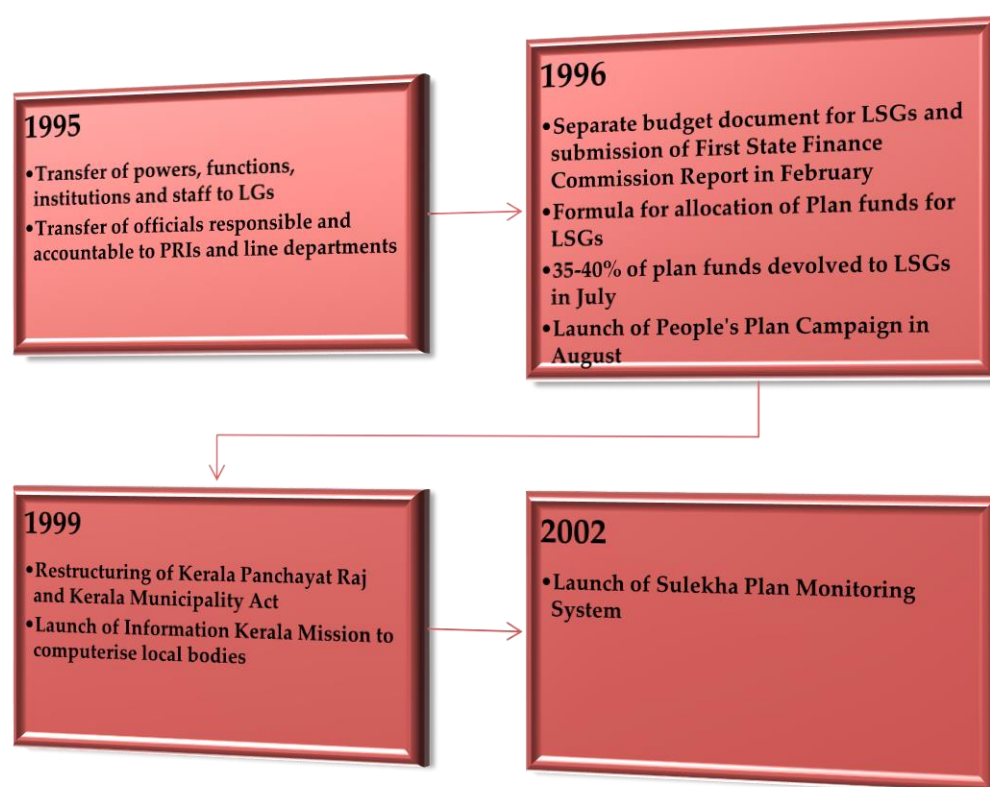 1995
•Transfer of powers, functions,
institutions and staff to LGs
•Transfer of officials responsible and
accountable to PRIs and line departments
1996
•Separate budget document for LSGs and
submission of First State Finance
Commission Report in February
•Formula for allocation of Plan funds for
LSGs
•35-40% of plan funds devolved to LSGs
in July
•Launch of People's Plan Campaign in
August
1999
•Restructuring of Kerala Panchayat Raj
and Kerala Municipality Act
•Launch of Information Kerala Mission to
computerise local bodies
2002
•Launch of Sulekha Plan Monitoring
System